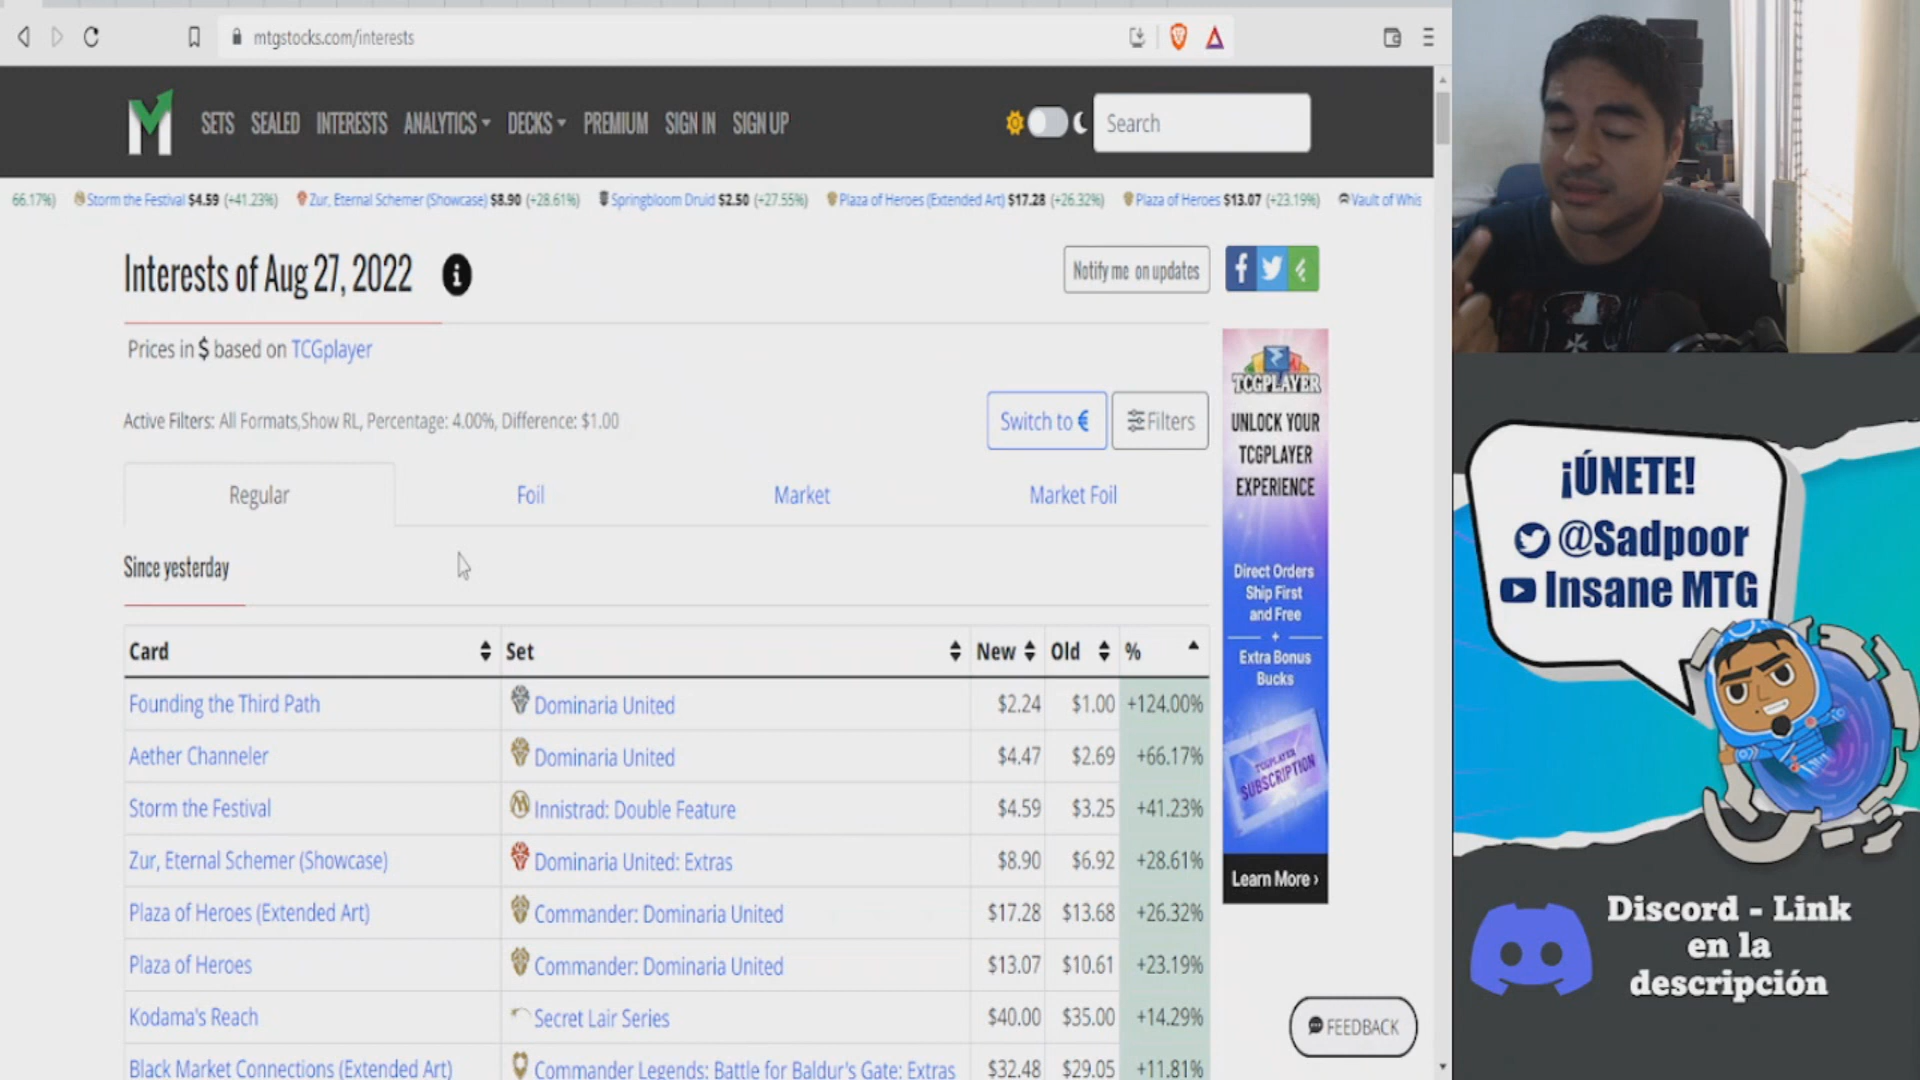 mtgstocks.com/interests
SETS SEALED INTERESTS ANALYTICS DECKS PREMIUM SIGN IN SIGN UP
Search
66.17%) Storm the Festival $4.59 (+41.23%) Zur, Eternal Schemer (Showcase) $8.90 (+28.61%) Springbloom Druid $2.50 (+27.55%) Plaza of Heroes (Extended Art) $17.28 (+26.32%) Plaza of Heroes $13.07 (+23.19%) Vault of Whis
Interests of Aug 27, 2022
Notify me on updates
Prices in $ based on TCGplayer
Active Filters: All Formats,Show RL, Percentage: 4.00%, Difference: $1.00
Switch to €
Filters
Regular Foil Market Market Foil
Since yesterday
Card Set New Old %
Founding the Third Path Dominaria United $2.24 $1.00 +124.00%
Aether Channeler Dominaria United $4.47 $2.69 +66.17%
Storm the Festival Innistrad: Double Feature $4.59 $3.25 +41.23%
Zur, Eternal Schemer (Showcase) Dominaria United: Extras $8.90 $6.92 +28.61%
Plaza of Heroes (Extended Art) Commander: Dominaria United $17.28 $13.68 +26.32%
Plaza of Heroes Commander: Dominaria United $13.07 $10.61 +23.19%
Kodama's Reach Secret Lair Series $40.00 $35.00 +14.29%
Black Market Connections (Extended Art) Commander Legends: Battle for Baldur's Gate: Extras $32.48 $29.05 +11.81%
TCGPLAYER
UNLOCK YOUR
TCGPLAYER
EXPERIENCE
Direct Orders
Ship First
and Free
+
Extra Bonus
Bucks
TCGPLAYER
SUBSCRIPTION
Learn More ›
FEEDBACK
¡ÚNETE!
@Sadpoor
Insane MTG
Discord - Link
en la
descripción